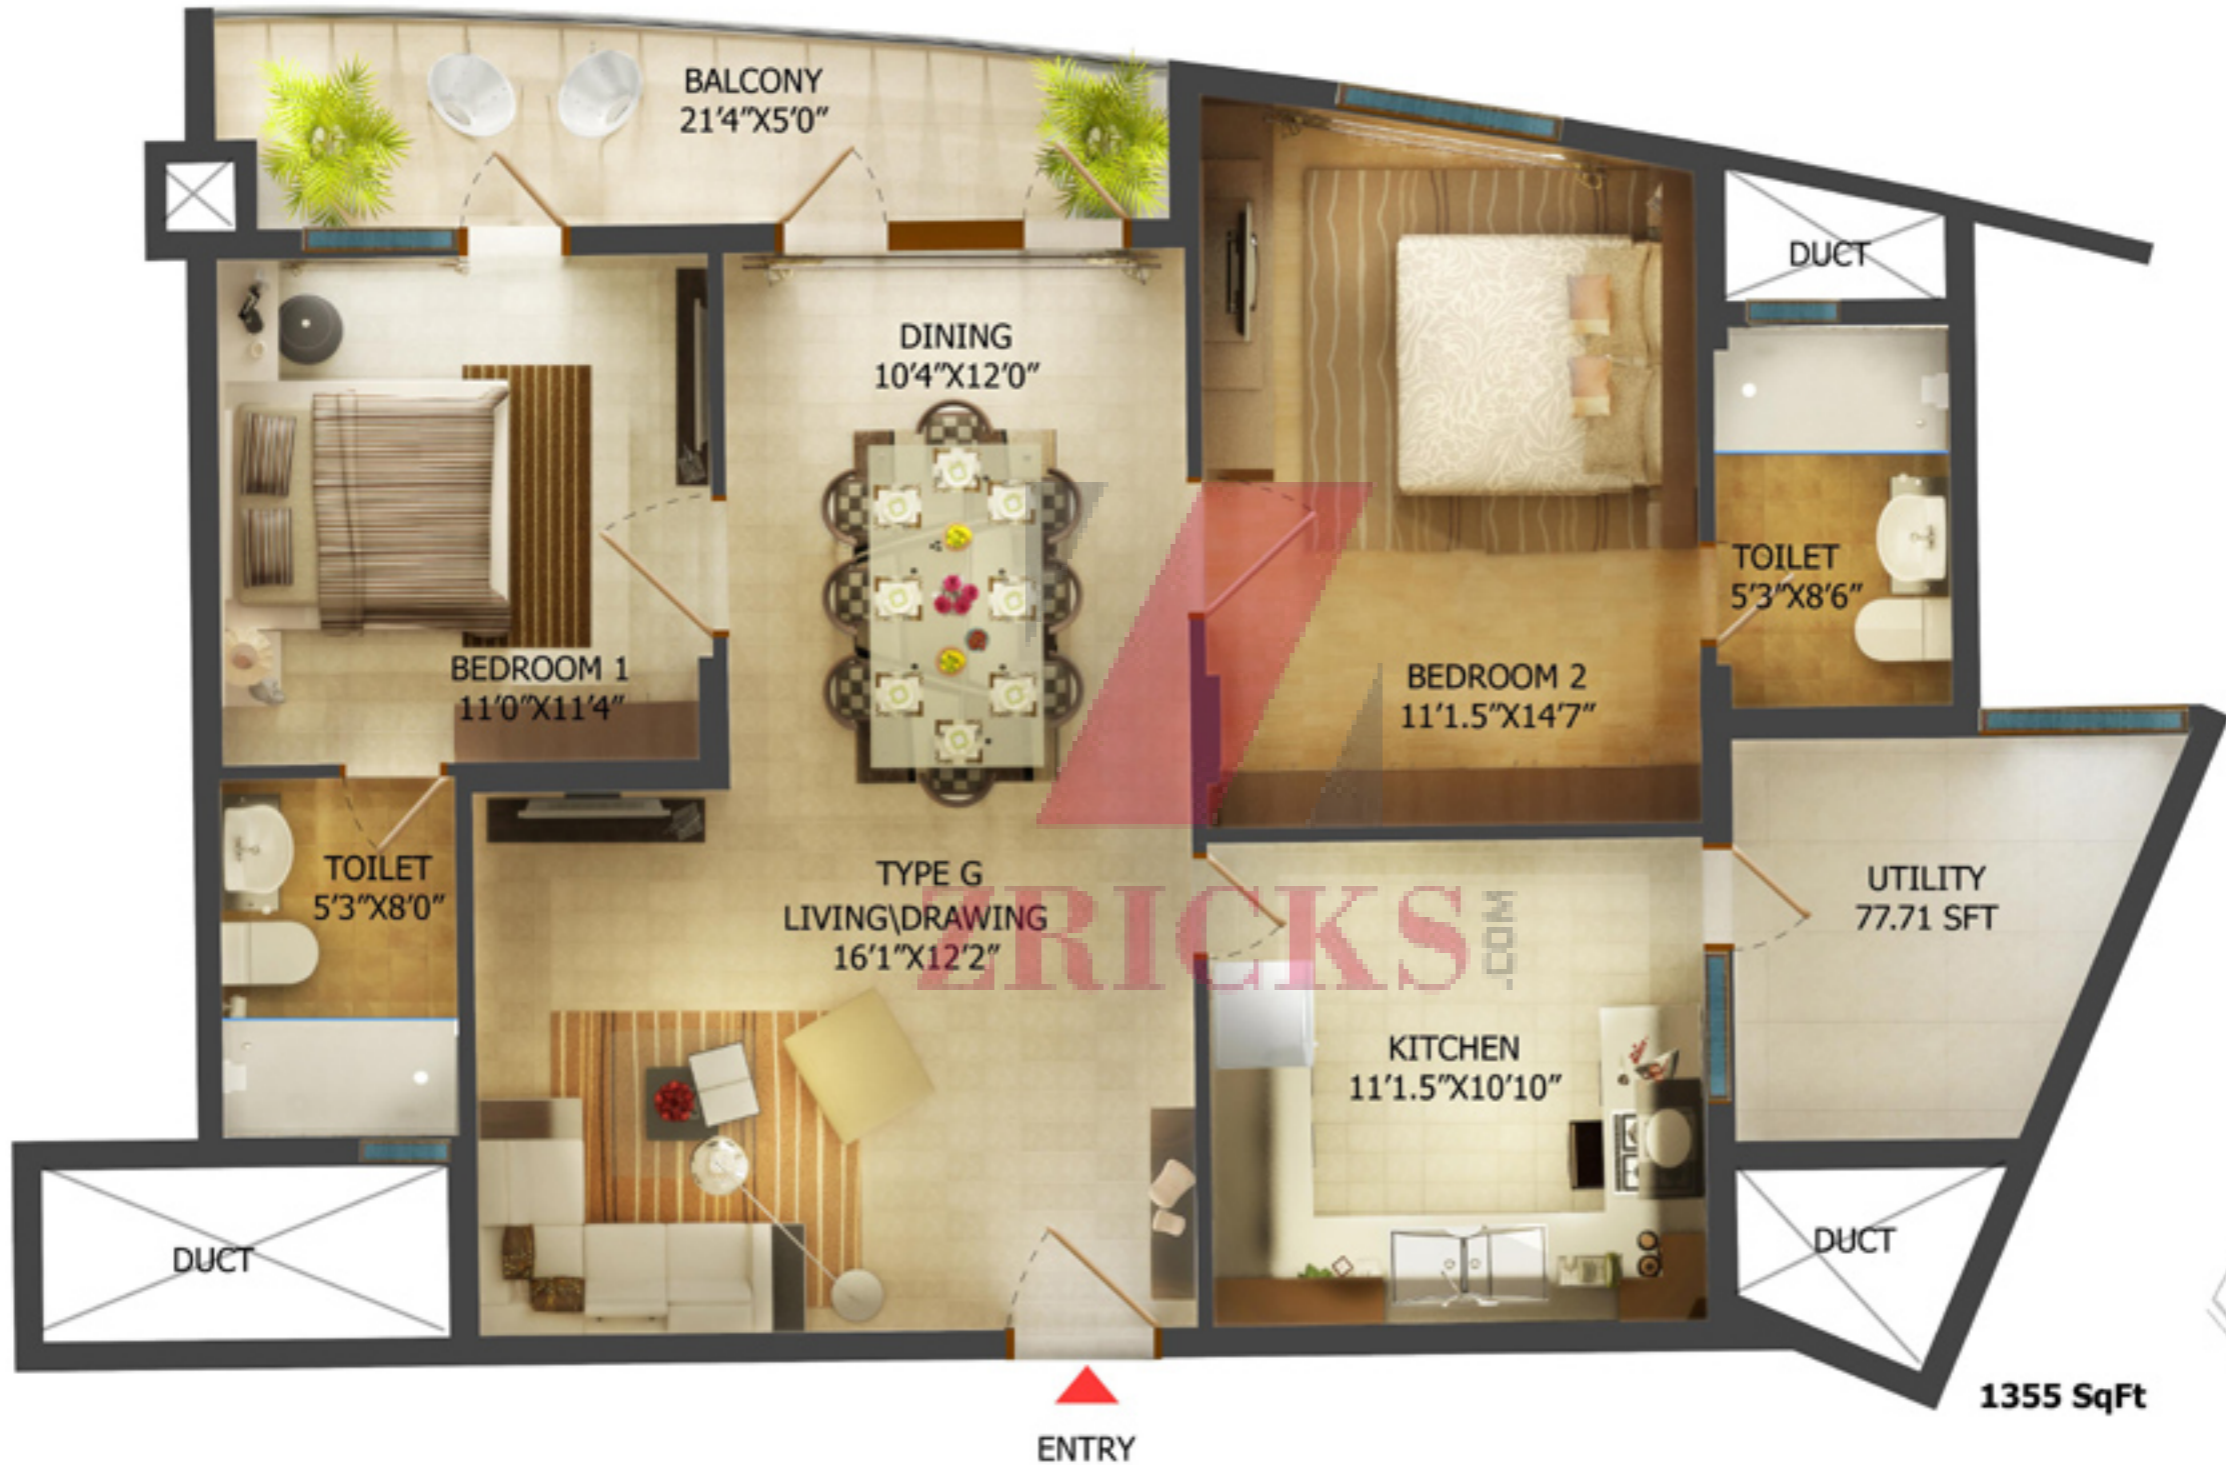 BALCONY
21'4"X5'0"
DUCT
DINING
10'4"X12'0"
TOILET
5'3"X8'6"
BEDROOM 1
11'0"X11'4"
BEDROOM 2
11'1.5"X14'7"
TOILET
5'3"X8'0"
TYPE G
LIVING\DRAWING
16'1"X12'2"
UTILITY
77.71 SFT
ZRICKS.COM
KITCHEN
11'1.5"X10'10"
DUCT
DUCT
1355 SqFt
ENTRY